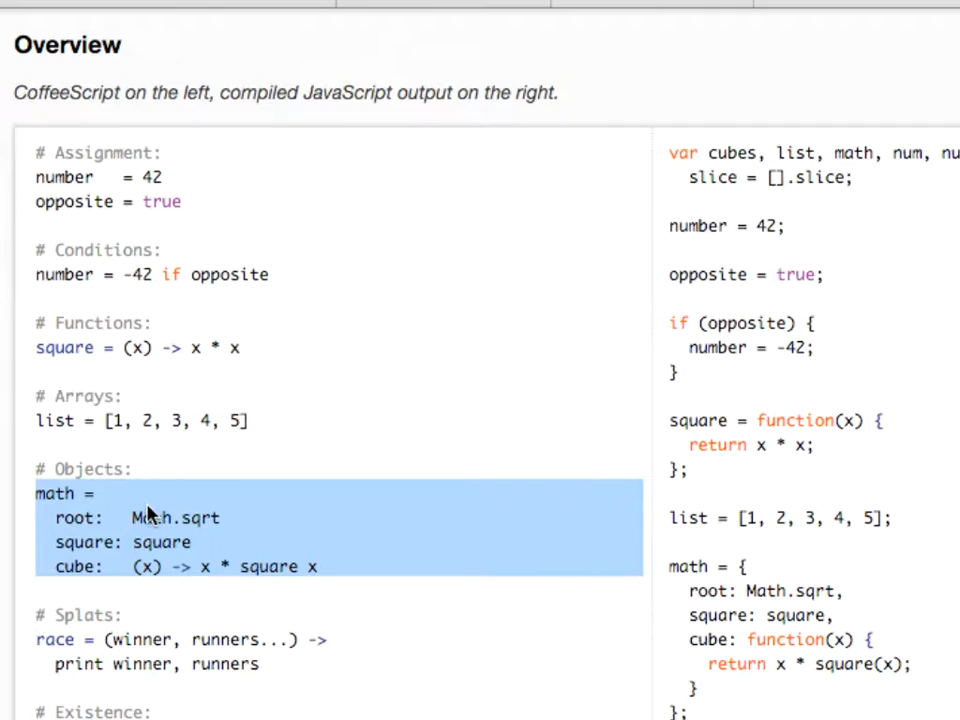 Overview
CoffeeScript on the left, compiled JavaScript output on the right.
# Assignment:
number   = 42
opposite = true
# Conditions:
number = -42 if opposite
# Functions:
square = (x) -> x * x
# Arrays:
list = [1, 2, 3, 4, 5]
# Objects:
math =
  root:   Math.sqrt
  square: square
  cube:   (x) -> x * square x
# Splats:
race = (winner, runners...) ->
  print winner, runners
# Existence:
var cubes, list, math, num, nu
  slice = [].slice;
number = 42;
opposite = true;
if (opposite) {
  number = -42;
}
square = function(x) {
  return x * x;
};
list = [1, 2, 3, 4, 5];
math = {
  root: Math.sqrt,
  square: square,
  cube: function(x) {
    return x * square(x);
  }
};